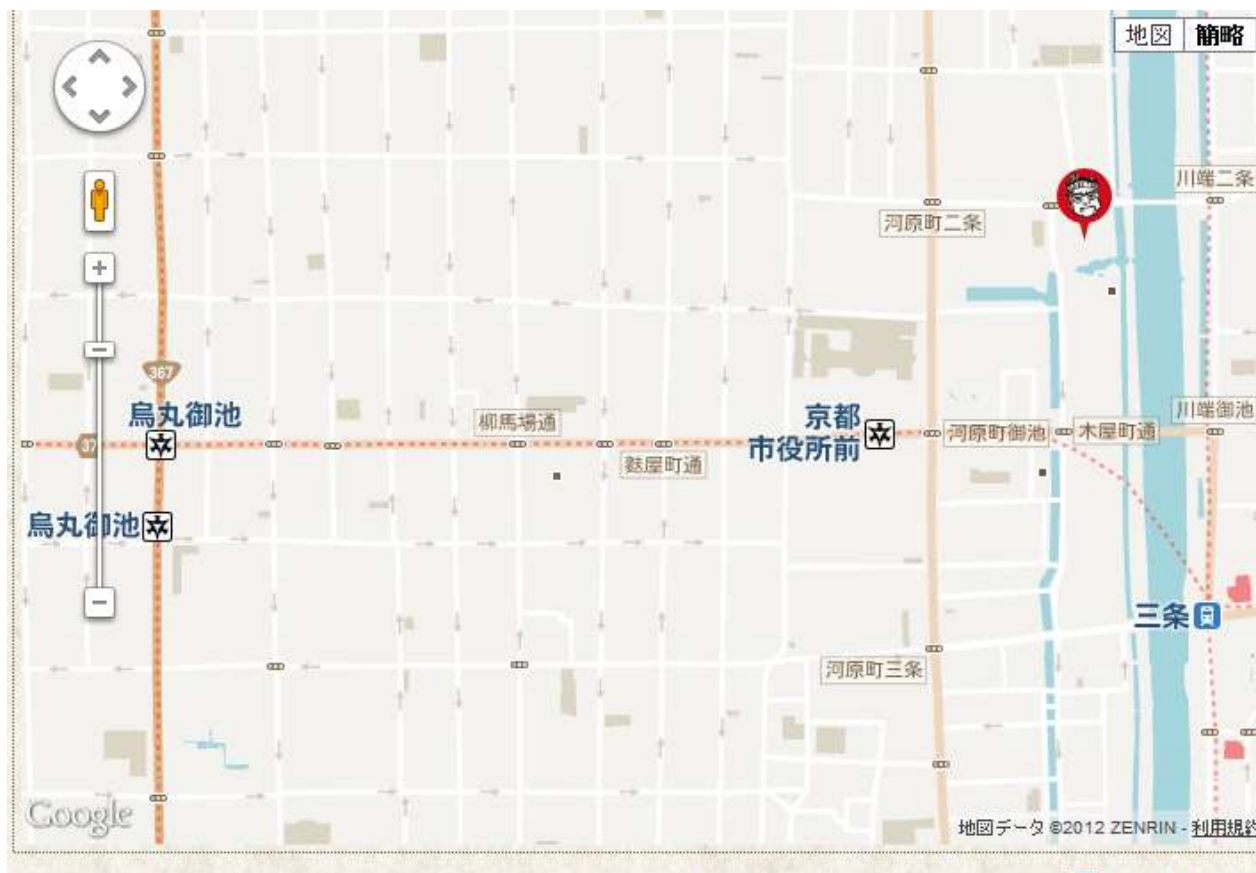 地図 簡略
川端二条
河原町二条
367
烏丸御池
柳馬場通
京都
市役所前
河原町御池
木屋町通
川端御池
37
麩屋町通
烏丸御池
三条
河原町三条
Google
地図データ ©2012 ZENRIN - 利用規約